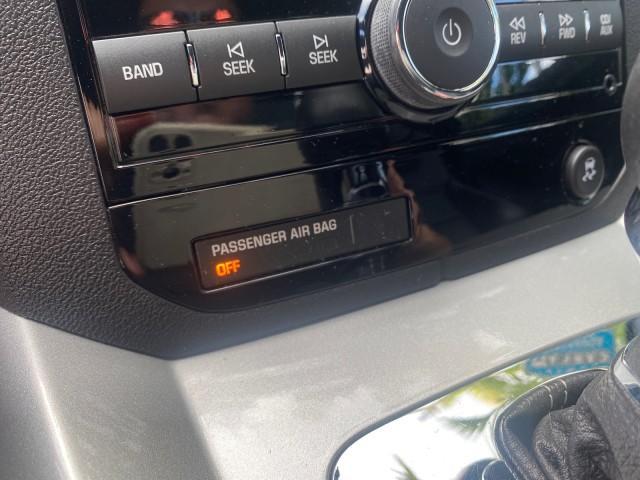 BAND
SEEK
SEEK
REV
FWD
AUX
PASSENGER AIR BAG
OFF